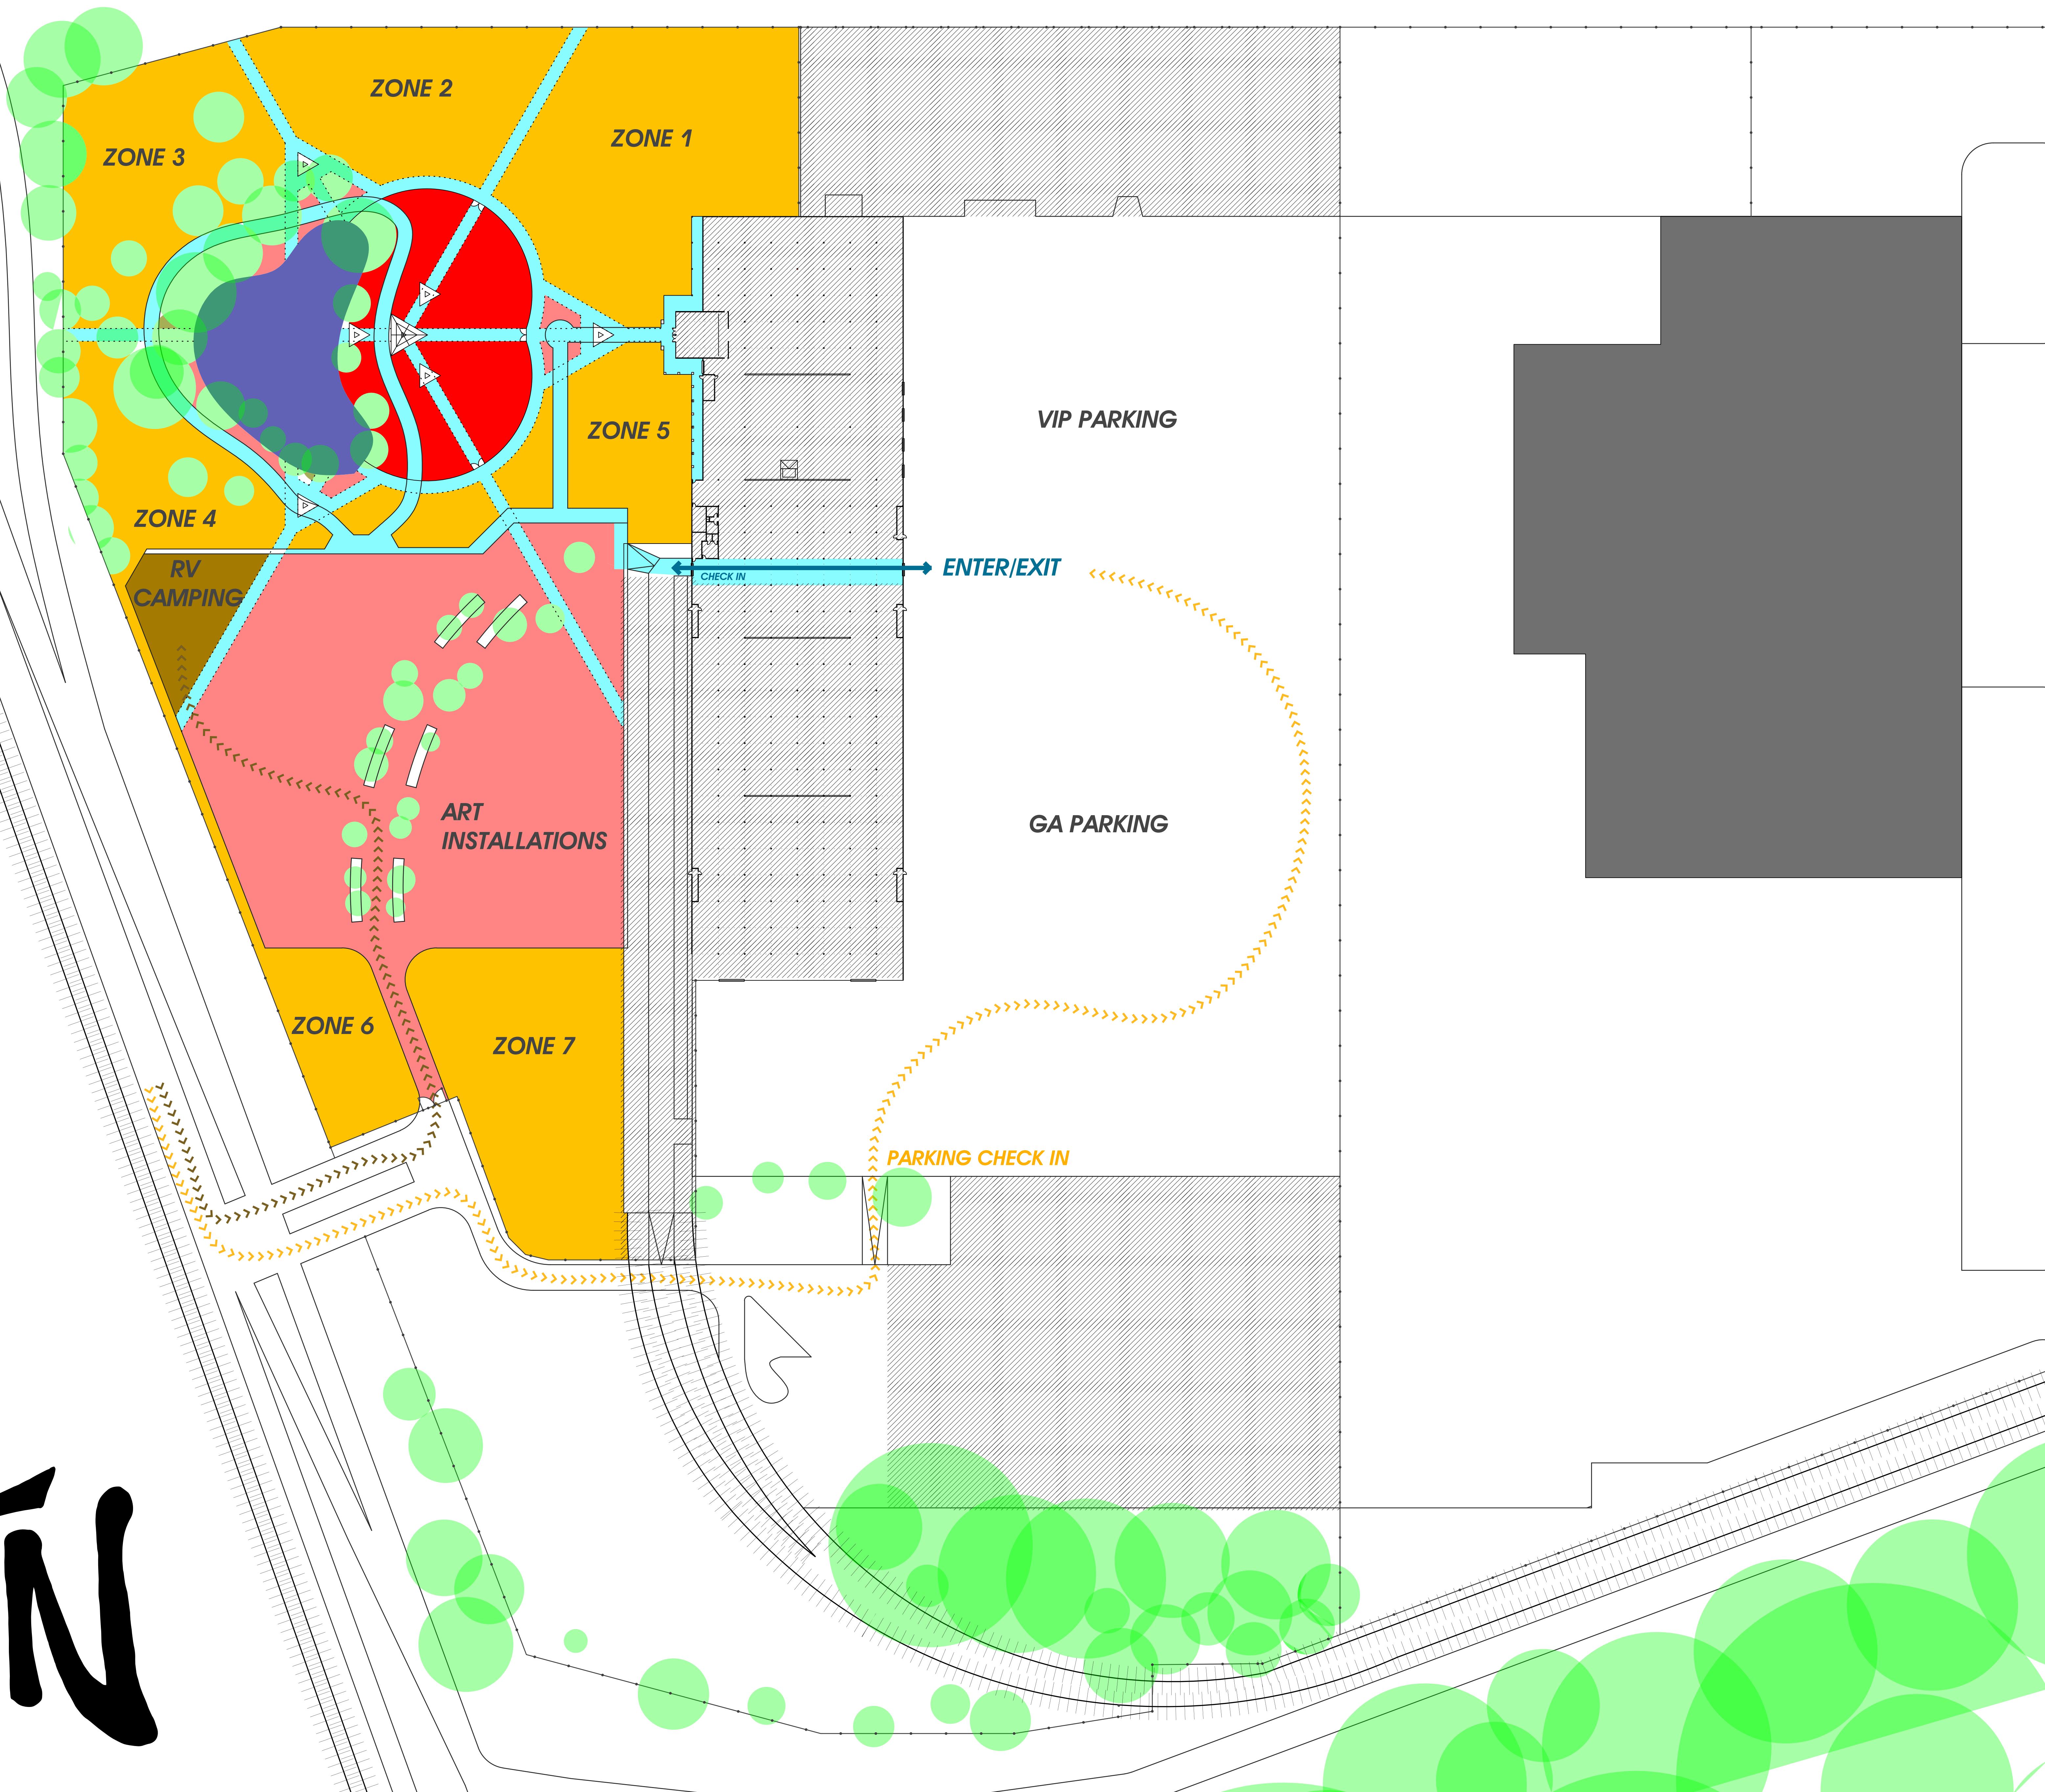 ZONE 2
ZONE 1
ZONE 3
VIP PARKING
ZONE 5
ZONE 4
RV
CAMPING
ENTER/EXIT
CHECK IN
ART
INSTALLATIONS
GA PARKING
ZONE 6
ZONE 7
PARKING CHECK IN
N